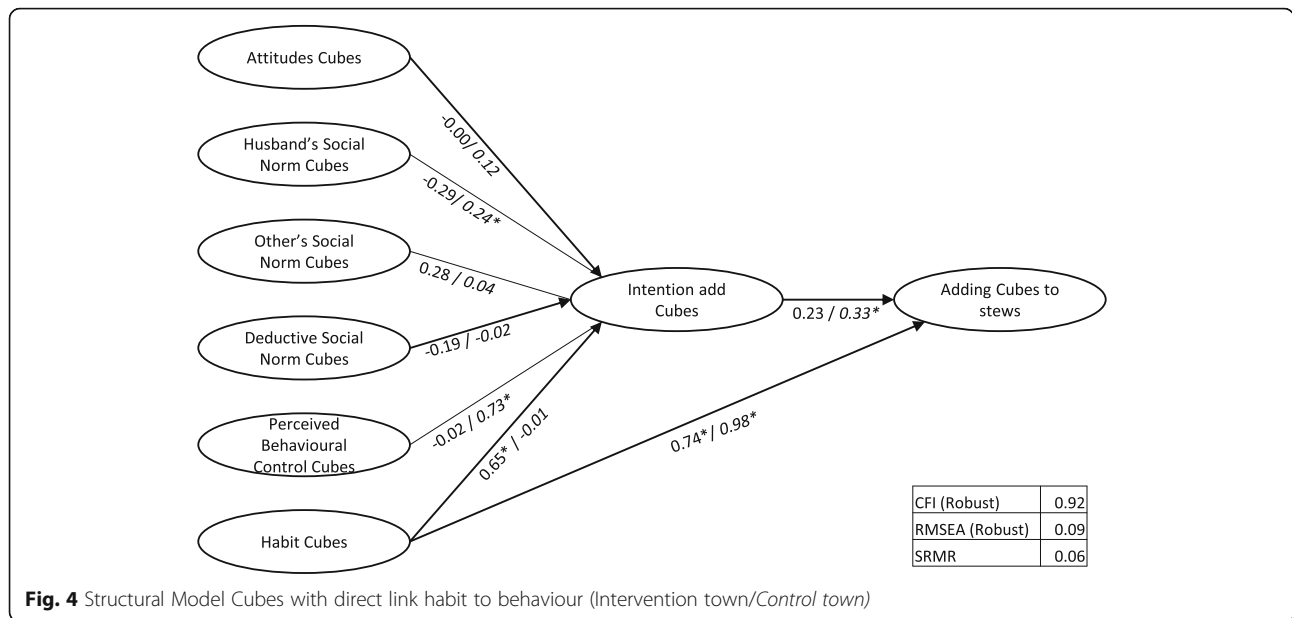 Attitudes Cubes
-0.00/ 0.12
Husband's Social
Norm Cubes
-0.29/ 0.24*
Other's Social
Norm Cubes
0.28 / 0.04
Deductive Social
Norm Cubes
-0.19 / -0.02
Perceived
Behavioural
Control Cubes
-0.02 / 0.73*
Habit Cubes
0.65* / -0.01
Intention add
Cubes
0.23 / 0.33*
Adding Cubes to
stews
0.74*/ 0.98*
CFI (Robust) 0.92
RMSEA (Robust) 0.09
SRMR 0.06
Fig. 4 Structural Model Cubes with direct link habit to behaviour (Intervention town/Control town)